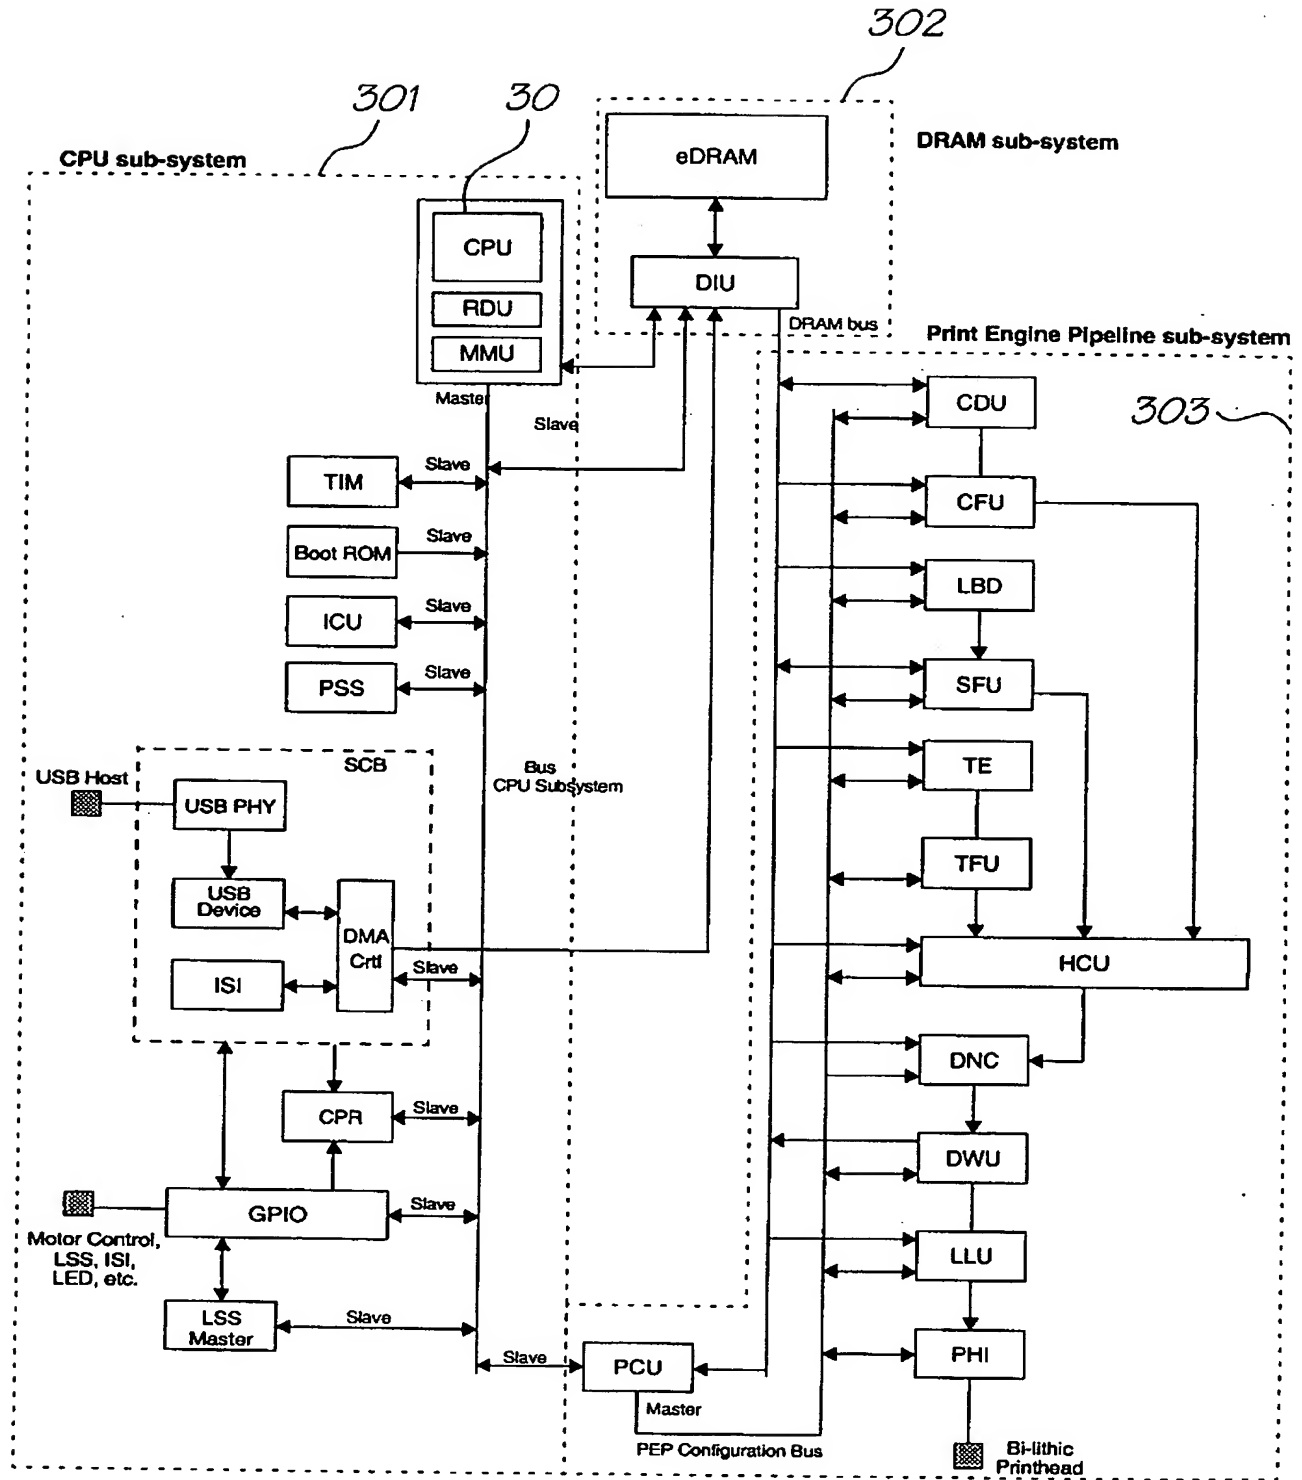 302
301
30
CPU sub-system
eDRAM
DRAM sub-system
CPU
RDU
MMU
Master
DIU
DRAM bus
Print Engine Pipeline sub-system
303
Slave
TIM
Slave
Boot ROM
Slave
ICU
Slave
PSS
Slave
SCB
USB Host
USB PHY
USB
Device
DMA
Crtl
ISI
Slave
Bus
CPU Subsystem
CPR
Slave
GPIO
Slave
Motor Control,
LSS, ISI,
LED, etc.
LSS
Master
Slave
Slave
PCU
Master
PEP Configuration Bus
CDU
CFU
LBD
SFU
TE
TFU
HCU
DNC
DWU
LLU
PHI
Bi-lithic
Printhead